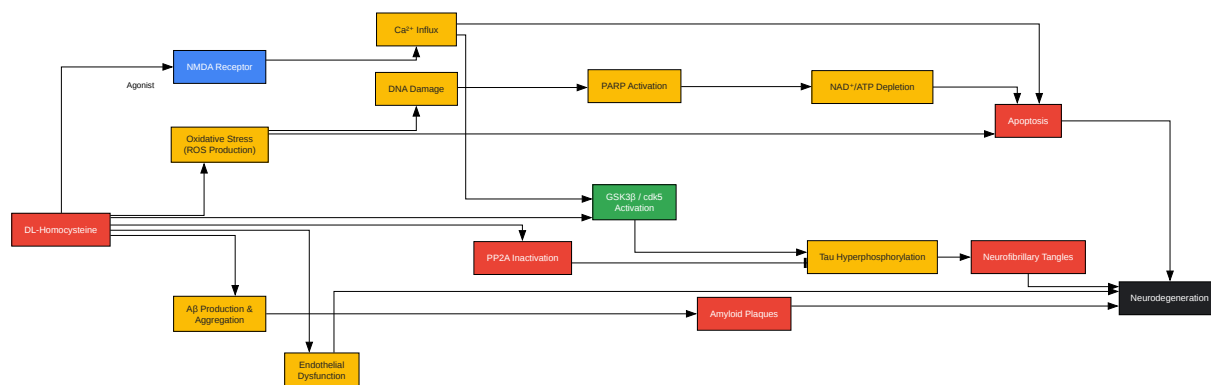 Ca²⁺ Influx
NMDA Receptor
Agonist
DNA Damage
PARP Activation
NAD⁺/ATP Depletion
Apoptosis
Oxidative Stress
(ROS Production)
GSK3β / cdk5
Activation
DL-Homocysteine
PP2A Inactivation
Tau Hyperphosphorylation
Neurofibrillary Tangles
Neurodegeneration
Aβ Production &
Aggregation
Amyloid Plaques
Endothelial
Dysfunction